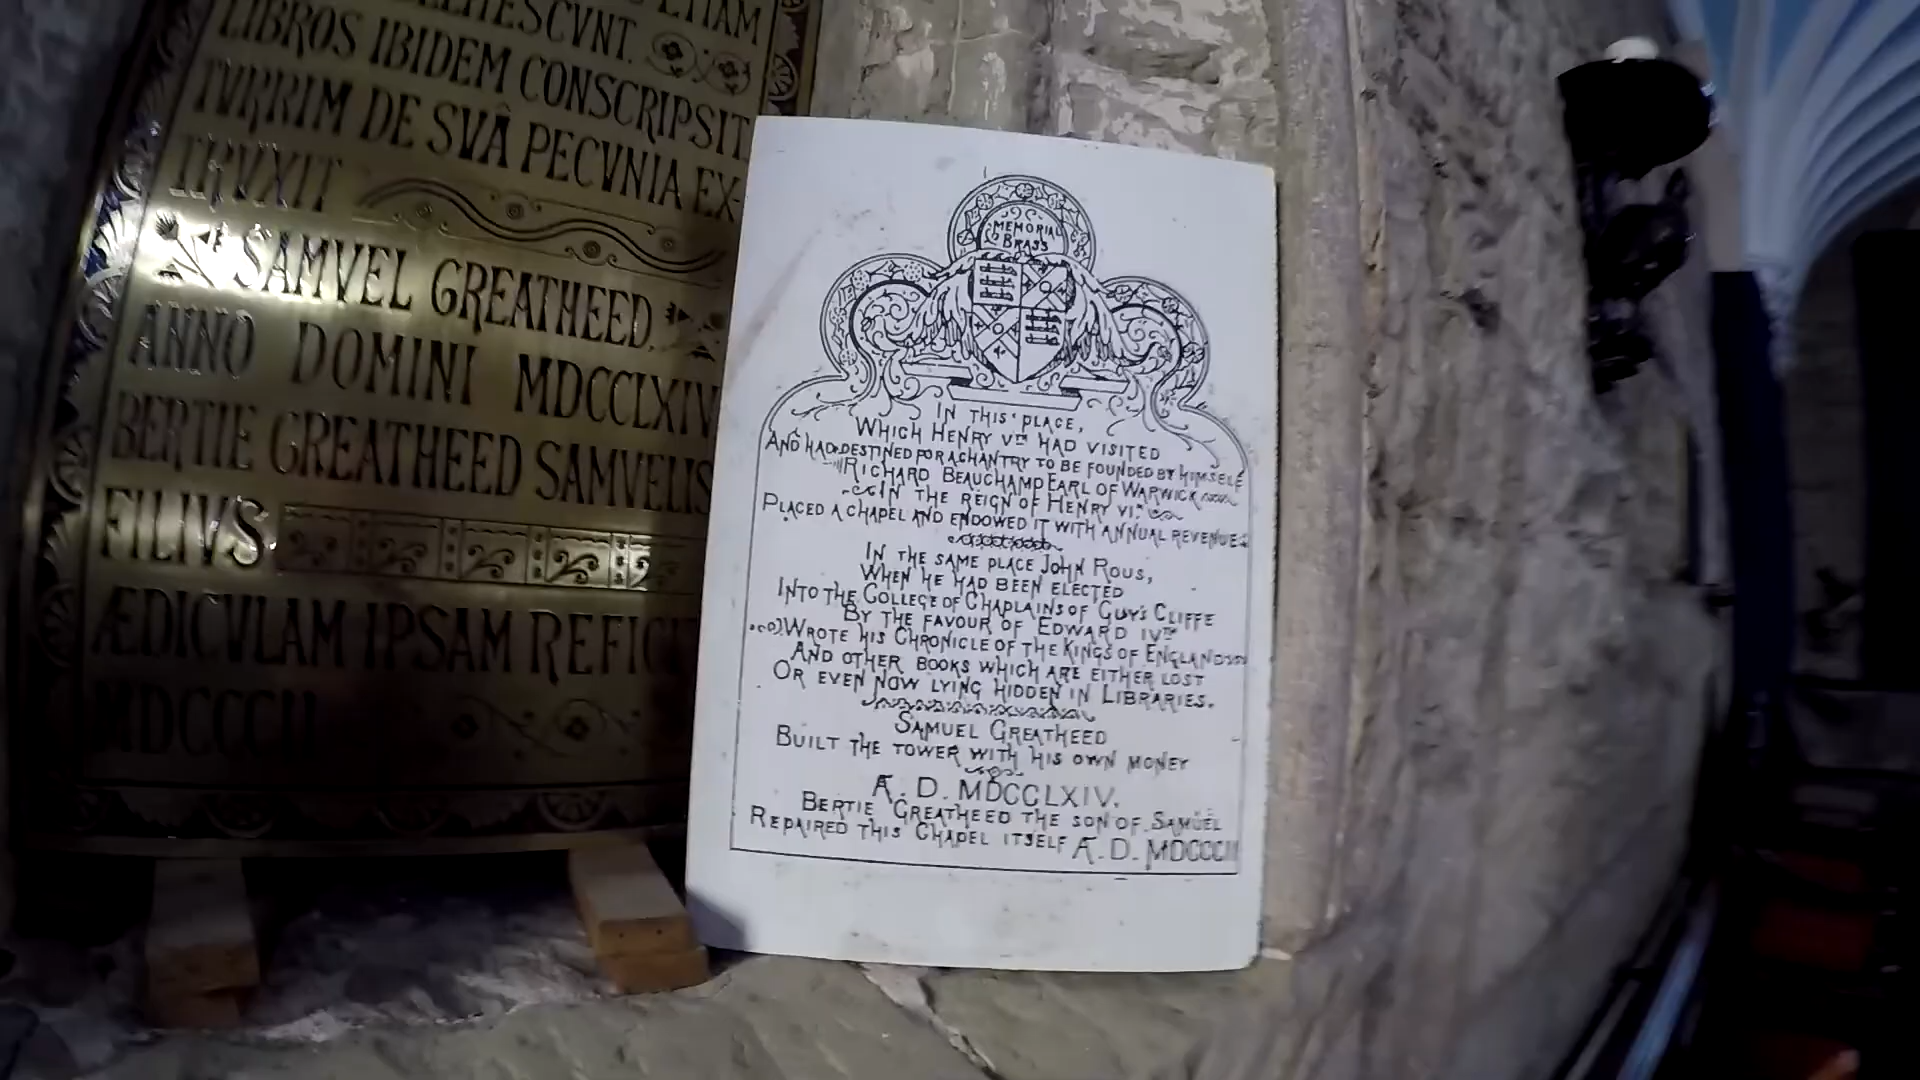 ETIAM
LIBROS IBIDEM CONSCRIPSIT
TVRRIM DE SVÂ PECVNIA EX-
TRVXIT
SAMVEL GREATHEED
ANNO DOMINI MDCCLXIV
BERTIE GREATHEED SAMVELIS
FILIVS
ÆDICVLAM IPSAM REFIC
MDCCCII
MEMORIAL
BRASS
IN THIS PLACE,
WHICH HENRY VTH HAD VISITED
AND HAD DESTINED FOR A CHANTRY TO BE FOUNDED BY HIMSELF
RICHARD BEAUCHAMP EARL OF WARWICK
IN THE REIGN OF HENRY VI
PLACED A CHAPEL AND ENDOWED IT WITH ANNUAL REVENUES
IN THE SAME PLACE JOHN ROUS,
WHEN HE HAD BEEN ELECTED
INTO THE COLLEGE OF CHAPLAINS OF GUY'S CLIFFE
BY THE FAVOUR OF EDWARD IVTH
WROTE HIS CHRONICLE OF THE KINGS OF ENGLAND
AND OTHER BOOKS WHICH ARE EITHER LOST
OR EVEN NOW LYING HIDDEN IN LIBRARIES.
SAMUEL GREATHEED
BUILT THE TOWER WITH HIS OWN MONEY
A.D. MDCCLXIV.
BERTIE GREATHEED THE SON OF SAMUEL
REPAIRED THIS CHAPEL ITSELF A.D. MDCCCII